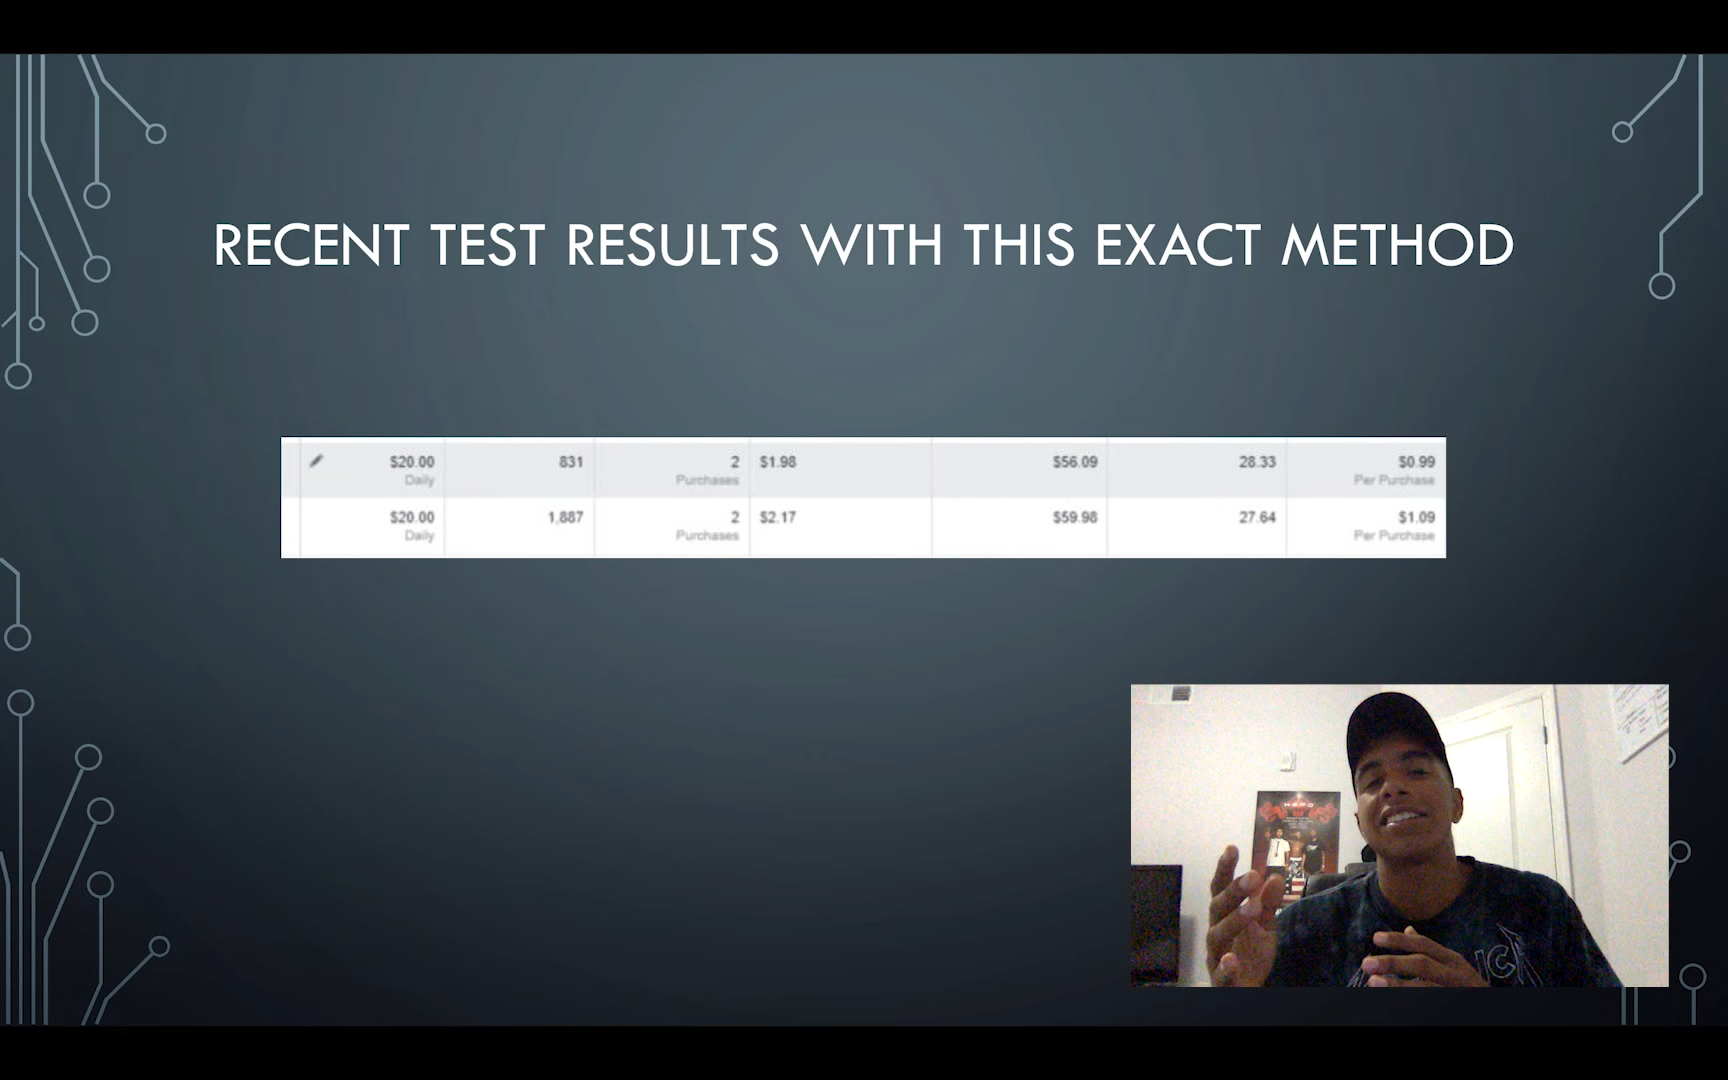 RECENT TEST RESULTS WITH THIS EXACT METHOD
$20.00 831 2 $1.98 $56.09 28.33 $0.99
Daily Purchases Per Purchase
$20.00 1,887 2 $2.17 $59.98 27.64 $1.09
Daily Purchases Per Purchase